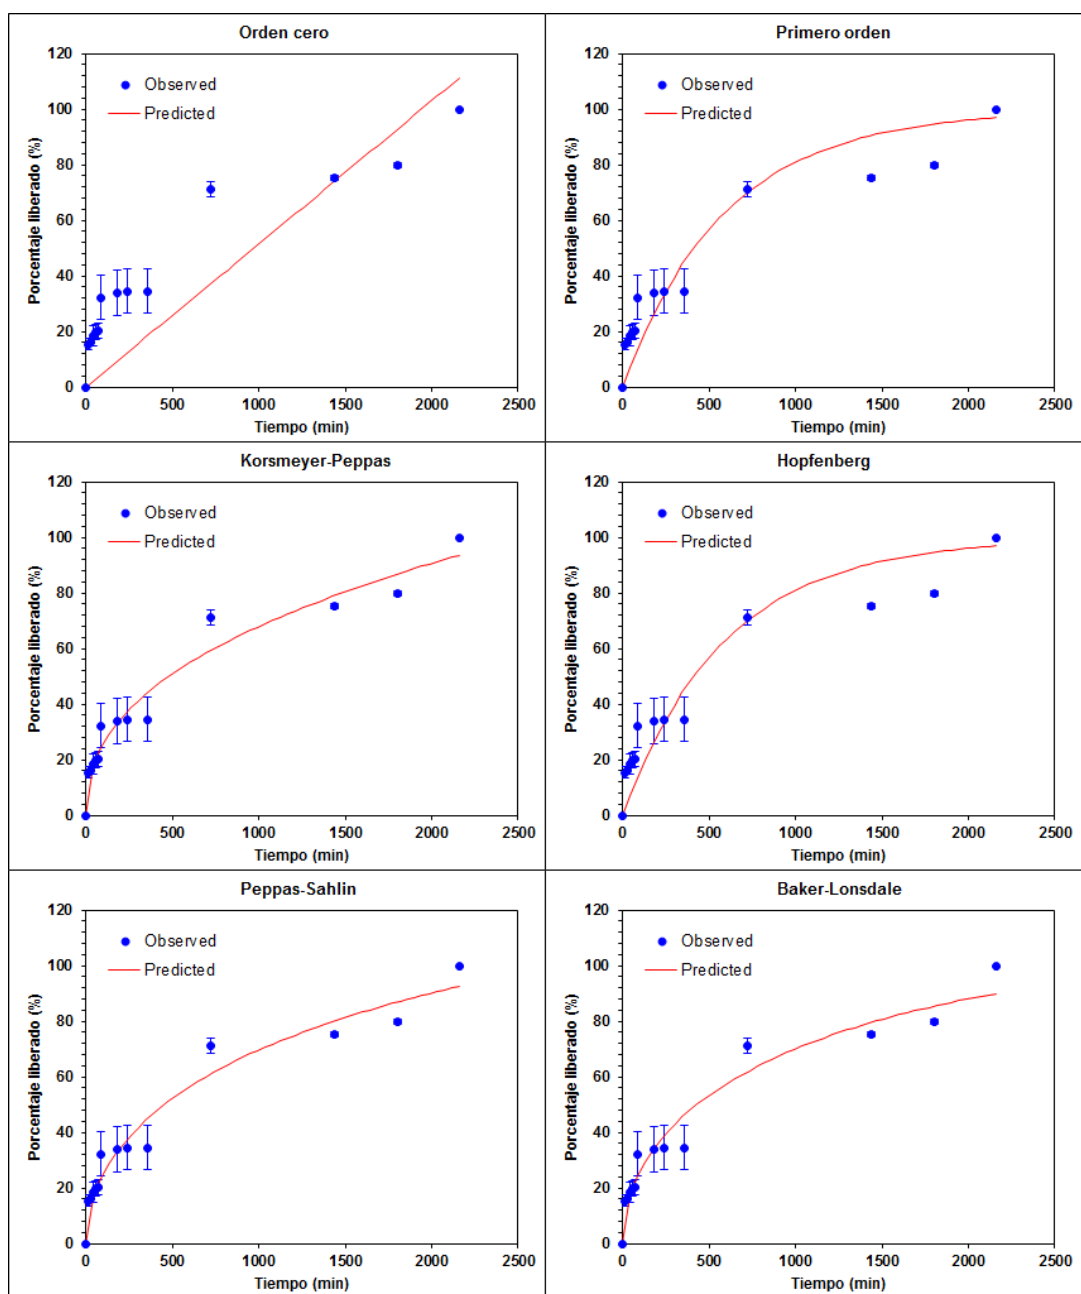 Orden cero
120
100
80
60
40
20
0
Porcentaje liberado (%)
Observed
Predicted
0 500 1000 1500 2000 2500
Tiempo (min)
Primero orden
120
100
80
60
40
20
0
Porcentaje liberado (%)
Observed
Predicted
0 500 1000 1500 2000 2500
Tiempo (min)
Korsmeyer-Peppas
120
100
80
60
40
20
0
Porcentaje liberado (%)
Observed
Predicted
0 500 1000 1500 2000 2500
Tiempo (min)
Hopfenberg
120
100
80
60
40
20
0
Porcentaje liberado (%)
Observed
Predicted
0 500 1000 1500 2000 2500
Tiempo (min)
Peppas-Sahlin
120
100
80
60
40
20
0
Porcentaje liberado (%)
Observed
Predicted
0 500 1000 1500 2000 2500
Tiempo (min)
Baker-Lonsdale
120
100
80
60
40
20
0
Porcentaje liberado (%)
Observed
Predicted
0 500 1000 1500 2000 2500
Tiempo (min)